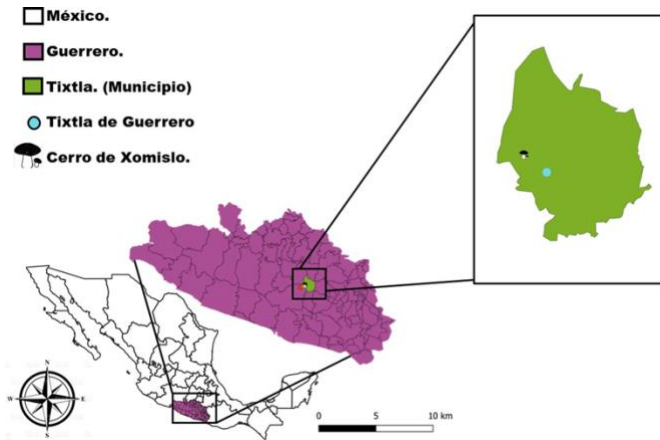 México.
Guerrero.
Tixtla. (Municipio)
Tixtla de Guerrero
Cerro de Xomislo.
N
W E
S
0 5 10 km